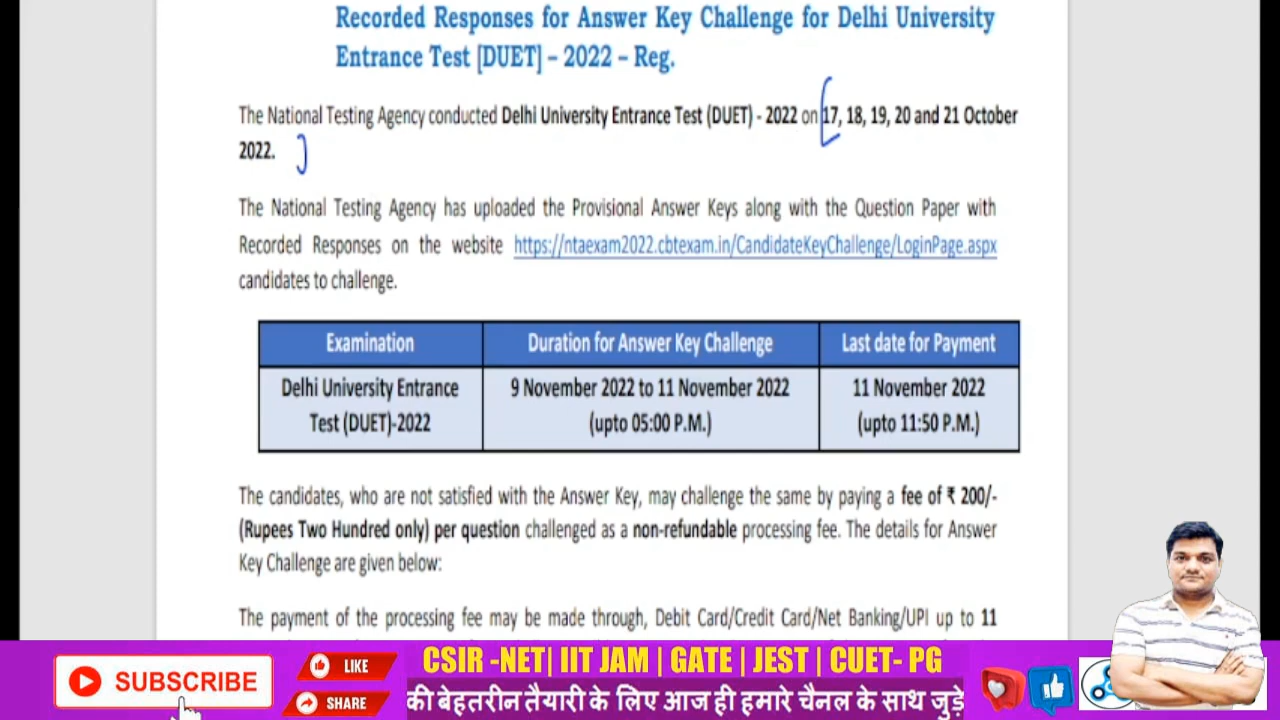 Recorded Responses for Answer Key Challenge for Delhi University
Entrance Test [DUET] – 2022 – Reg.
The National Testing Agency conducted Delhi University Entrance Test (DUET) - 2022 on 17, 18, 19, 20 and 21 October
2022.
The National Testing Agency has uploaded the Provisional Answer Keys along with the Question Paper with
Recorded Responses on the website https://ntaexam2022.cbtexam.in/CandidateKeyChallenge/LoginPage.aspx
candidates to challenge.
Examination Duration for Answer Key Challenge Last date for Payment
Delhi University Entrance 9 November 2022 to 11 November 2022 11 November 2022
Test (DUET)-2022 (upto 05:00 P.M.) (upto 11:50 P.M.)
The candidates, who are not satisfied with the Answer Key, may challenge the same by paying a fee of ₹ 200/-
(Rupees Two Hundred only) per question challenged as a non-refundable processing fee. The details for Answer
Key Challenge are given below:
The payment of the processing fee may be made through, Debit Card/Credit Card/Net Banking/UPI up to 11
SUBSCRIBE
LIKE
SHARE
CSIR -NET| IIT JAM | GATE | JEST | CUET- PG
की बेहतरीन तैयारी के लिए आज ही हमारे चैनल के साथ जुड़े